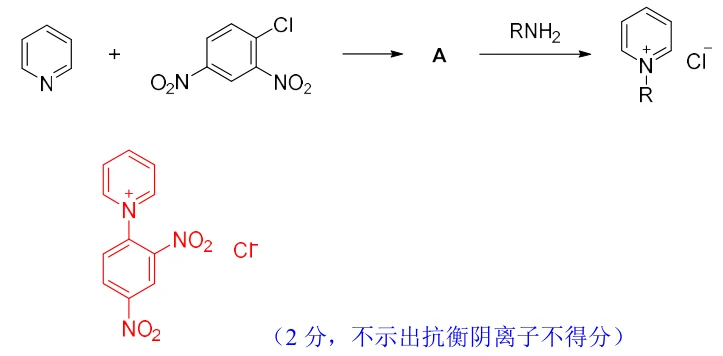 N + Cl O₂N NO₂ A RNH₂ N⁺ R Cl⁻
N⁺ NO₂ Cl⁻
NO₂
（2 分，不示出抗衡阴离子不得分）